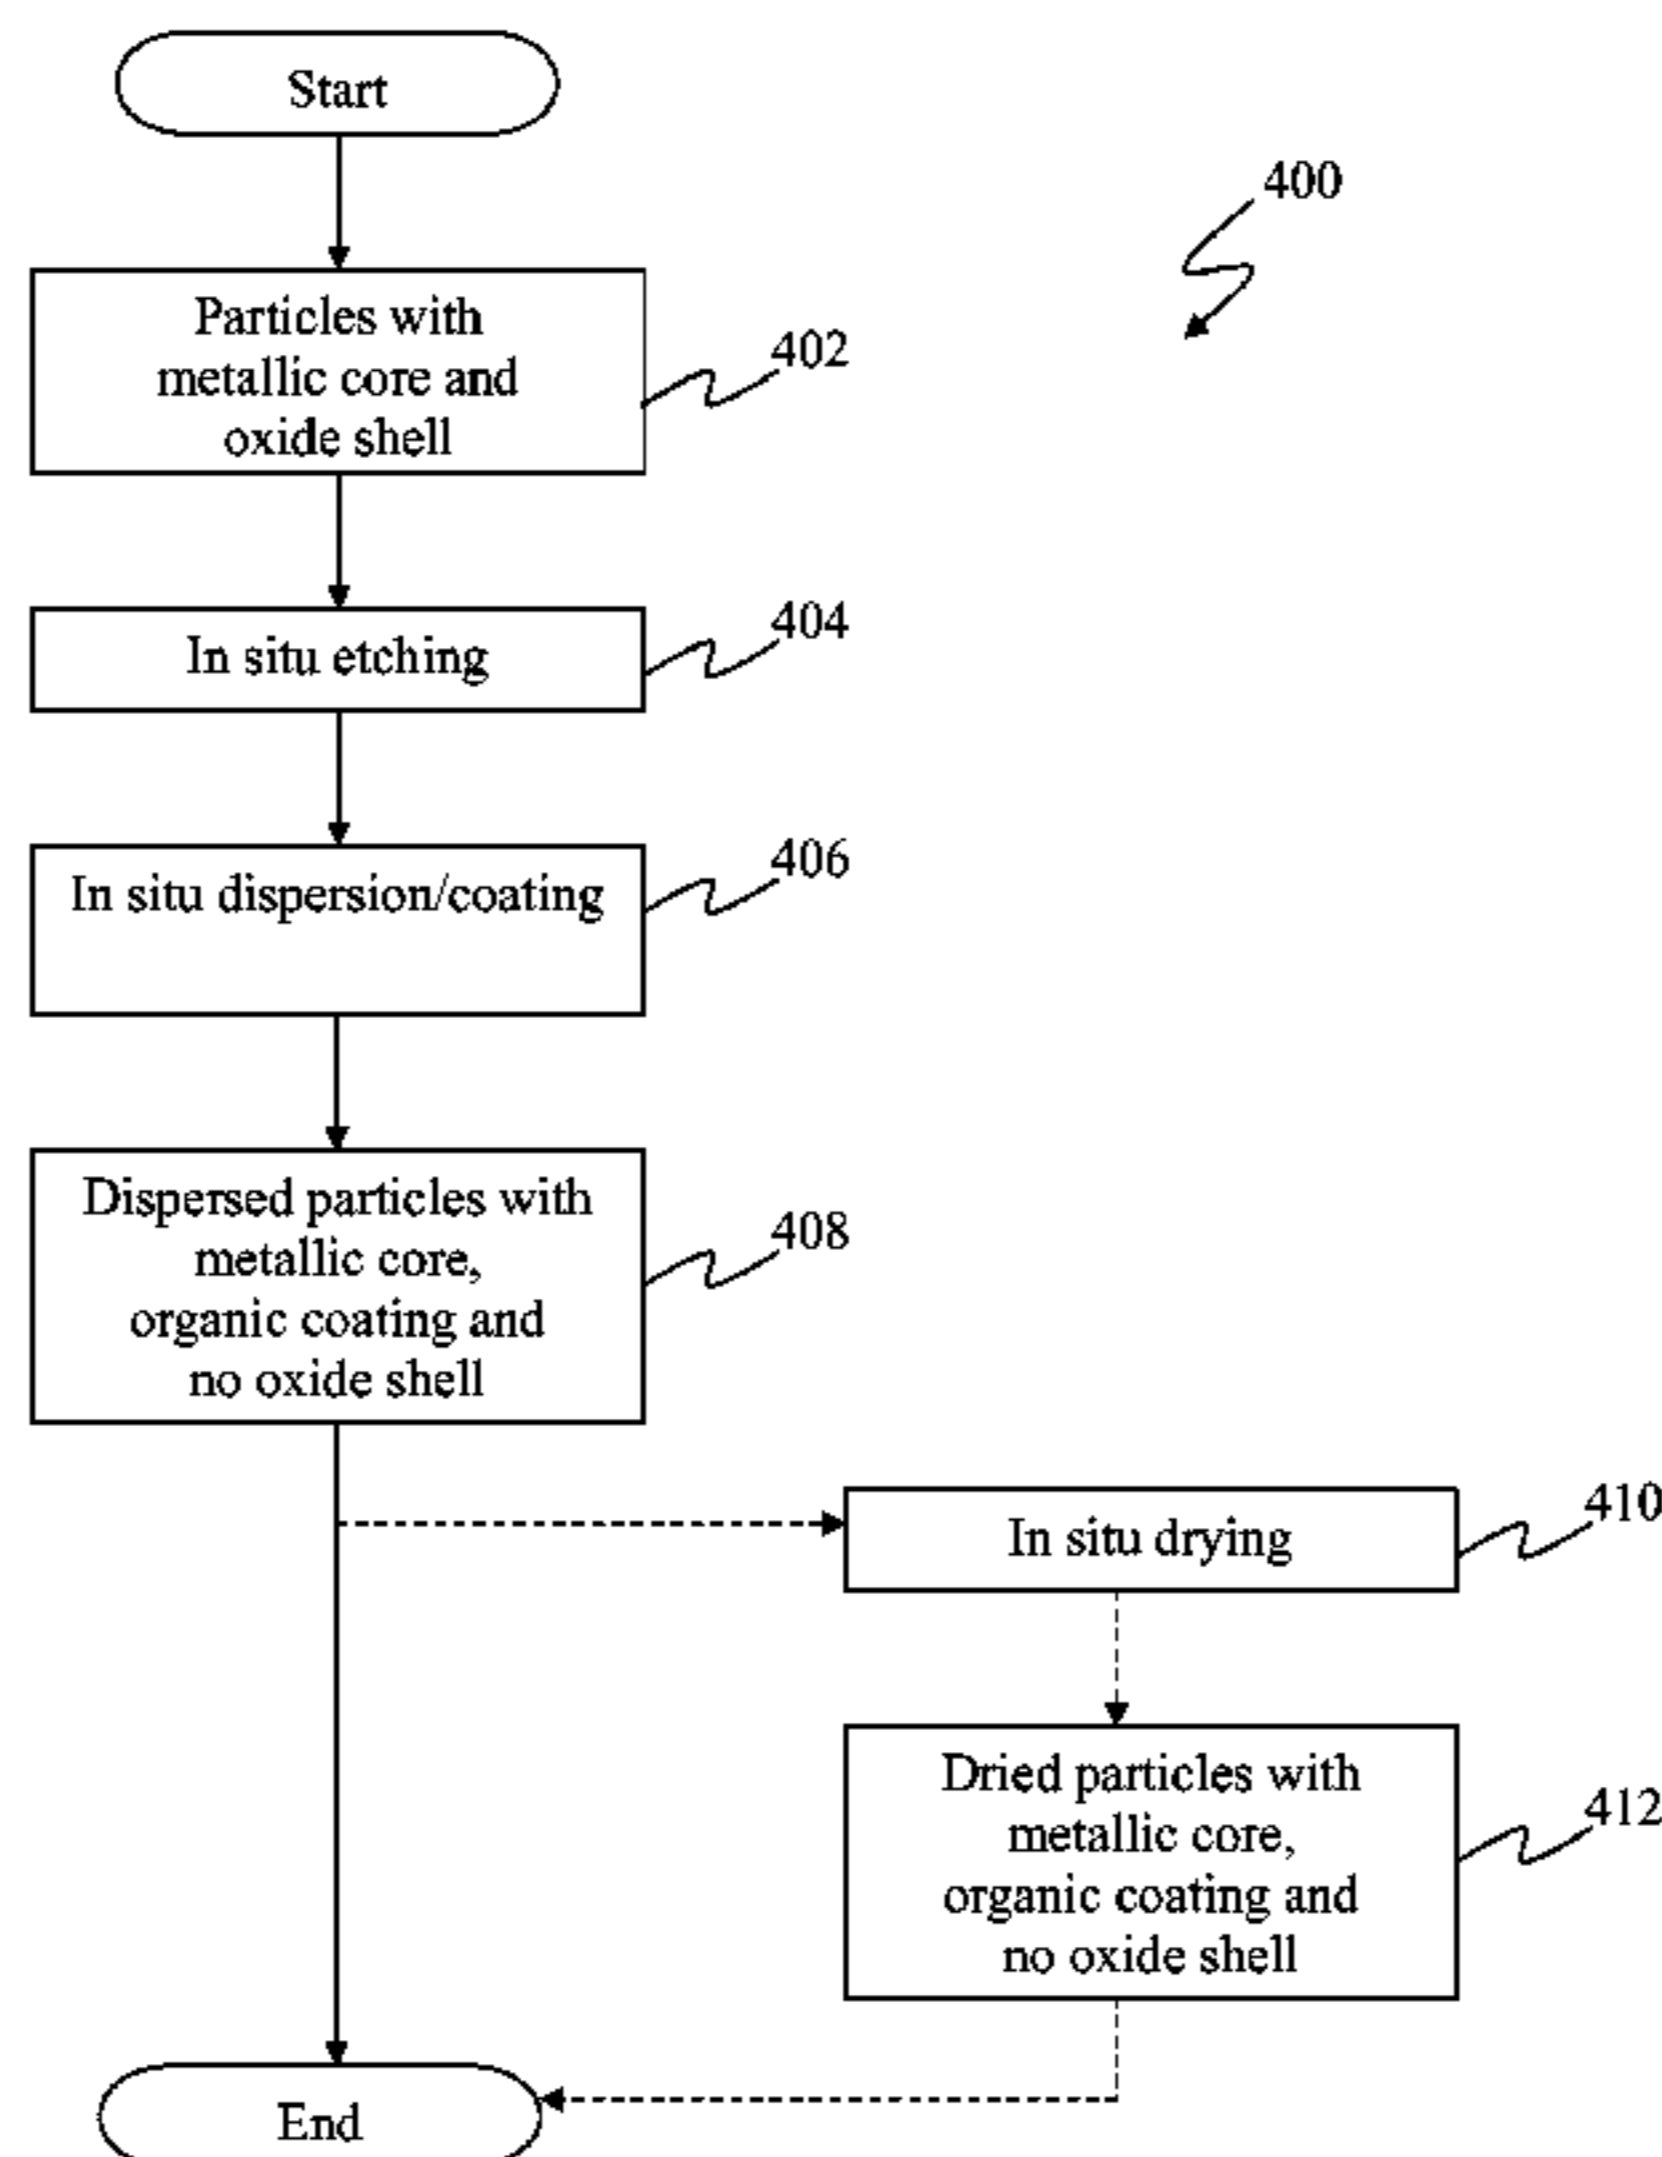 Start
400
Particles with
metallic core and
oxide shell
402
In situ etching
404
In situ dispersion/coating
406
Dispersed particles with
metallic core,
organic coating and
no oxide shell
408
In situ drying
410
Dried particles with
metallic core,
organic coating and
no oxide shell
412
End